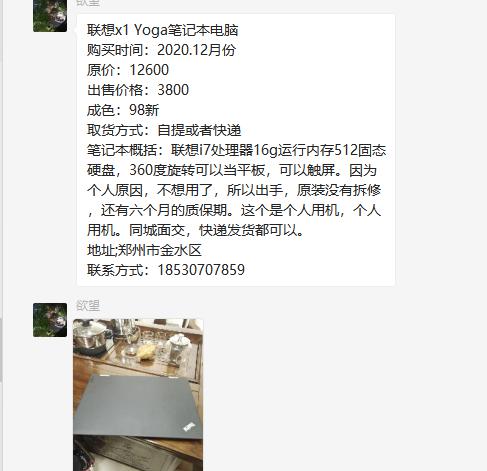 欲望
联想x1 Yoga笔记本电脑
购买时间：2020.12月份
原价：12600
出售价格：3800
成色：98新
取货方式：自提或者快递
笔记本概括：联想i7处理器16g运行内存512固态
硬盘，360度旋转可以当平板，可以触屏。因为
个人原因，不想用了，所以出手，原装没有拆修
，还有六个月的质保期。这个是个人用机，个人
用机。同城面交，快递发货都可以。
地址;郑州市金水区
联系方式：18530707859
欲望